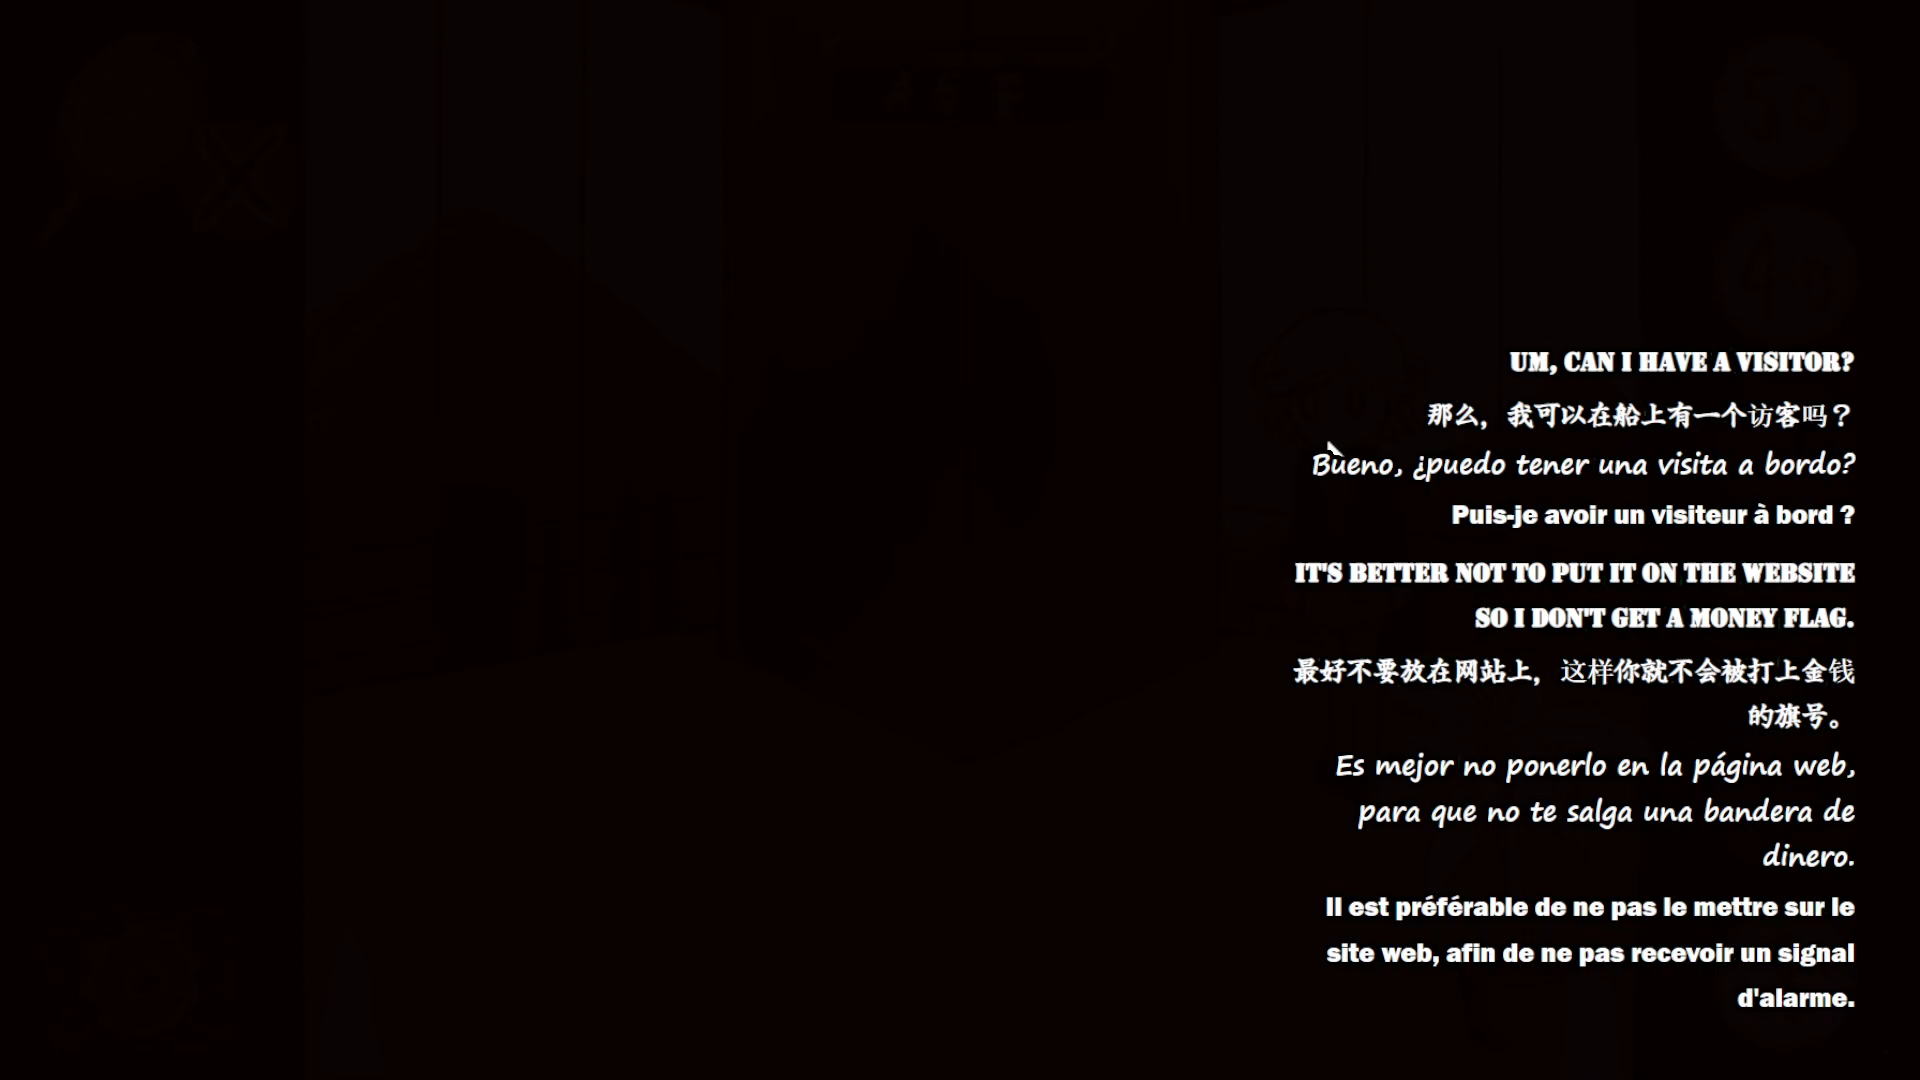 UM, CAN I HAVE A VISITOR?
那么，我可以在船上有一个访客吗？
Bueno, ¿puedo tener una visita a bordo?
Puis-je avoir un visiteur à bord ?
IT'S BETTER NOT TO PUT IT ON THE WEBSITE
SO I DON'T GET A MONEY FLAG.
最好不要放在网站上，这样你就不会被打上金钱
的旗号。
Es mejor no ponerlo en la página web,
para que no te salga una bandera de
dinero.
Il est préférable de ne pas le mettre sur le
site web, afin de ne pas recevoir un signal
d'alarme.